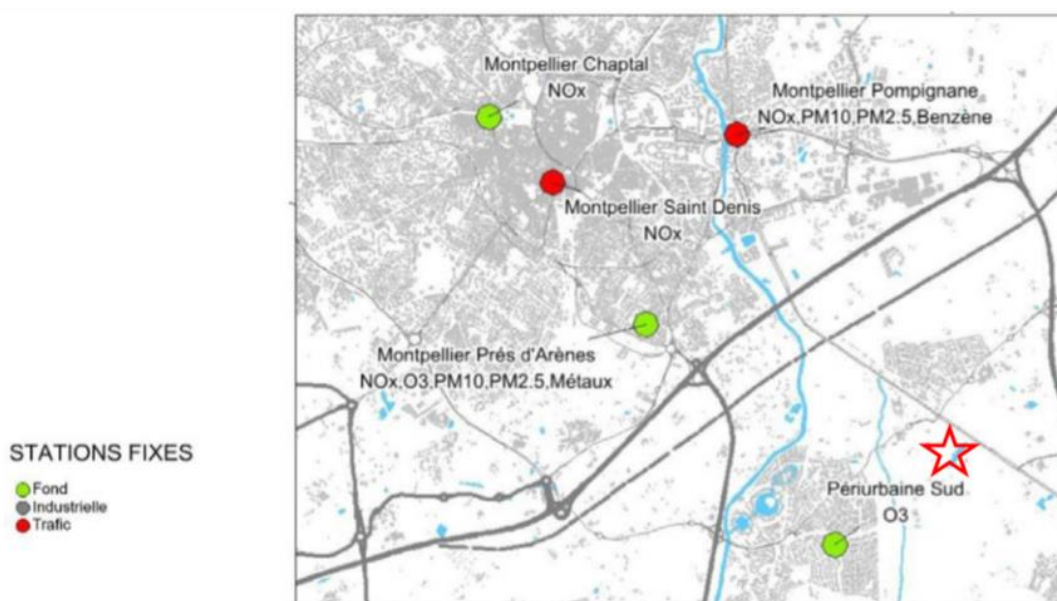 Montpellier Chaptal
NOx
Montpellier Pompignane
NOx,PM10,PM2.5,Benzène
Montpellier Saint Denis
NOx
Montpellier Prés d'Arènes
NOx,O3,PM10,PM2.5,Métaux
Périurbaine Sud
O3
STATIONS FIXES
Fond
Industrielle
Trafic